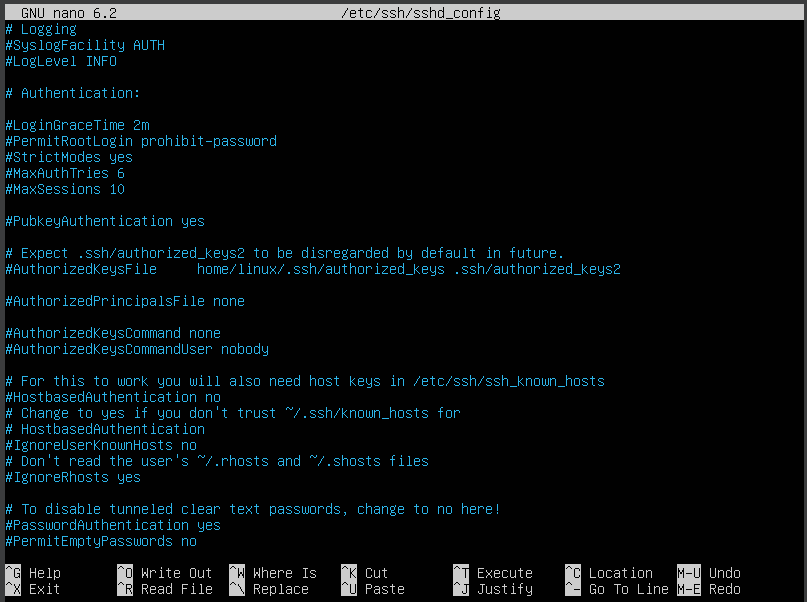 GNU nano 6.2 /etc/ssh/sshd_config
# Logging
#SyslogFacility AUTH
#LogLevel INFO
# Authentication:
#LoginGraceTime 2m
#PermitRootLogin prohibit-password
#StrictModes yes
#MaxAuthTries 6
#MaxSessions 10
#PubkeyAuthentication yes
# Expect .ssh/authorized_keys2 to be disregarded by default in future.
#AuthorizedKeysFile home/linux/.ssh/authorized_keys .ssh/authorized_keys2
#AuthorizedPrincipalsFile none
#AuthorizedKeysCommand none
#AuthorizedKeysCommandUser nobody
# For this to work you will also need host keys in /etc/ssh/ssh_known_hosts
#HostbasedAuthentication no
# Change to yes if you don't trust ~/.ssh/known_hosts for
# HostbasedAuthentication
#IgnoreUserKnownHosts no
# Don't read the user's ~/.rhosts and ~/.shosts files
#IgnoreRhosts yes
# To disable tunneled clear text passwords, change to no here!
#PasswordAuthentication yes
#PermitEmptyPasswords no
^G Help ^O Write Out ^W Where Is ^K Cut ^T Execute ^C Location M-U Undo
^X Exit ^R Read File ^\ Replace ^U Paste ^J Justify ^- Go To Line M-E Redo